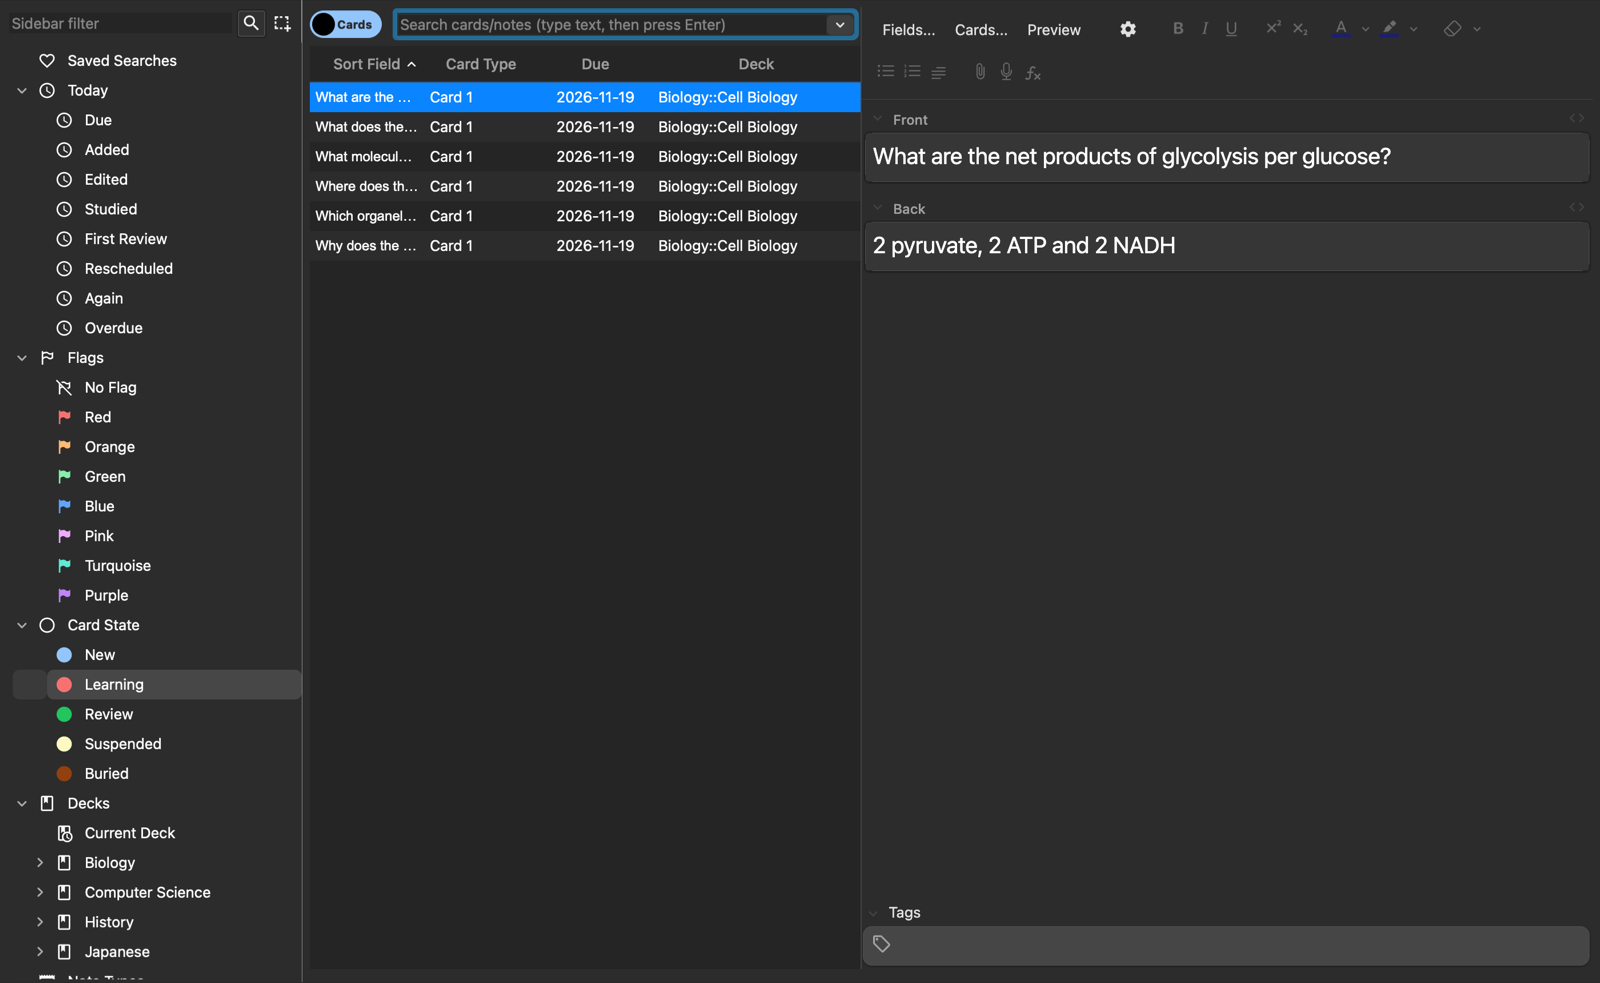 Sidebar filter
Saved Searches
Today
Due
Added
Edited
Studied
First Review
Rescheduled
Again
Overdue
Flags
No Flag
Red
Orange
Green
Blue
Pink
Turquoise
Purple
Card State
New
Learning
Review
Suspended
Buried
Decks
Current Deck
Biology
Computer Science
History
Japanese
Cards
Search cards/notes (type text, then press Enter)
Sort Field Card Type Due Deck
What are the ... Card 1 2026-11-19 Biology::Cell Biology
What does the... Card 1 2026-11-19 Biology::Cell Biology
What molecul... Card 1 2026-11-19 Biology::Cell Biology
Where does th... Card 1 2026-11-19 Biology::Cell Biology
Which organel... Card 1 2026-11-19 Biology::Cell Biology
Why does the ... Card 1 2026-11-19 Biology::Cell Biology
Fields... Cards... Preview
Front
What are the net products of glycolysis per glucose?
Back
2 pyruvate, 2 ATP and 2 NADH
Tags